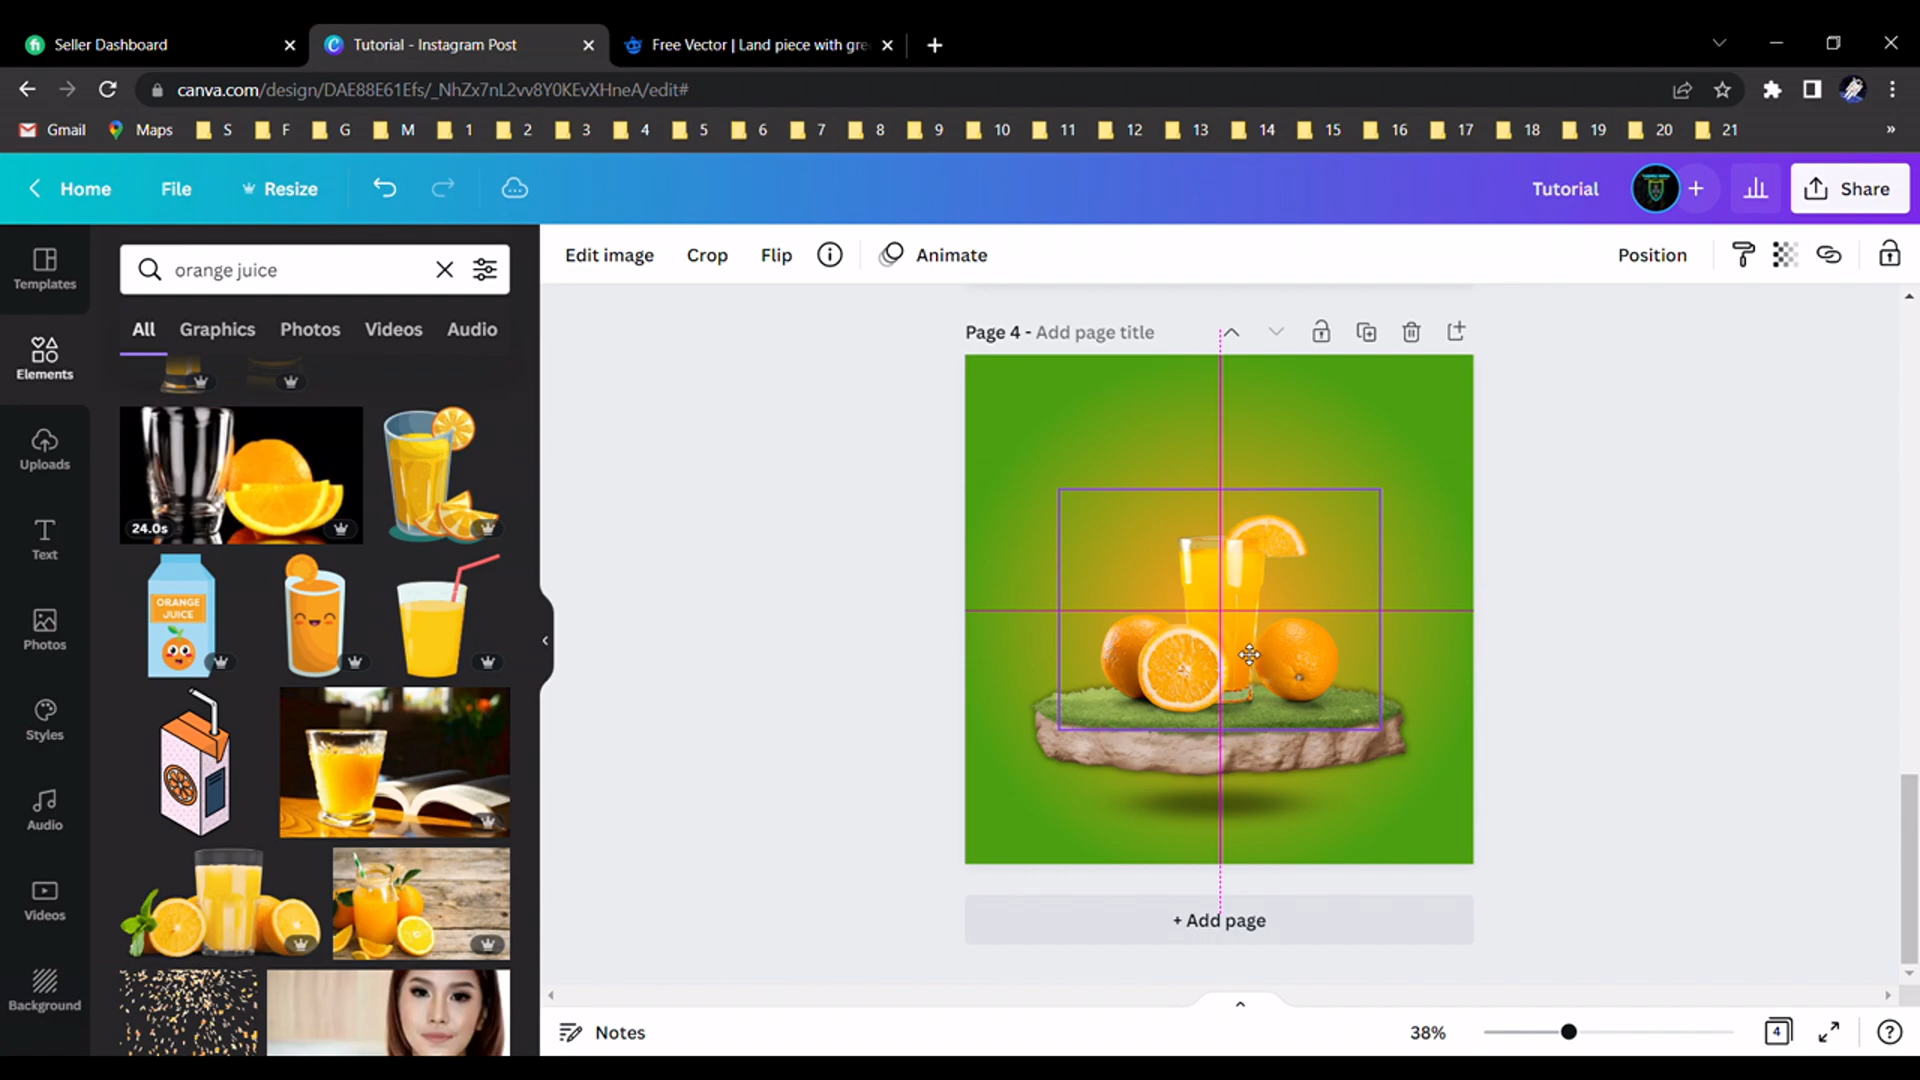 Seller Dashboard
Tutorial - Instagram Post
Free Vector | Land piece with gre
canva.com/design/DAE88E61Efs/_NhZx7nL2vv8Y0KEvXHneA/edit#
Gmail Maps S F G M 1 2 3 4 5 6 7 8 9 10 11 12 13 14 15 16 17 18 19 20 21 »
Home File Resize Tutorial Share
Templates
Elements
Uploads
Text
Photos
Styles
Audio
Videos
Background
orange juice
All Graphics Photos Videos Audio
24.0s
ORANGE
JUICE
Edit image Crop Flip Animate Position
Page 4 - Add page title
+ Add page
Notes 38% 4